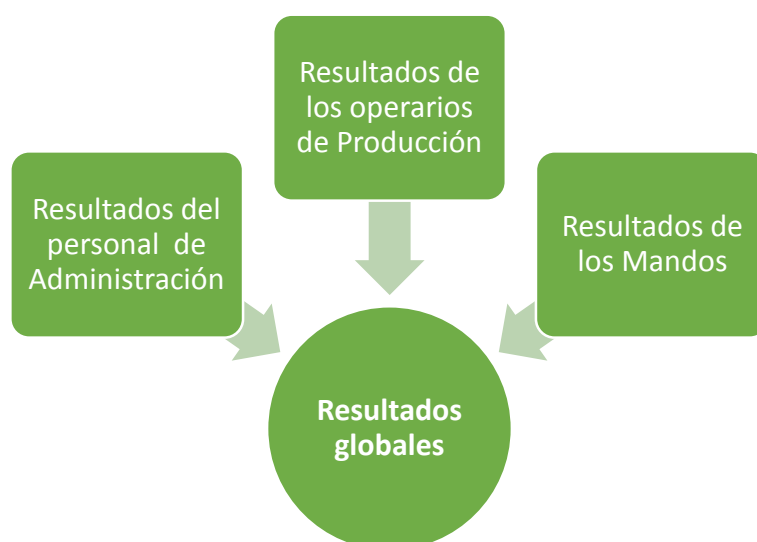 Resultados de
los operarios
de Producción
Resultados del
personal  de
Administración
Resultados de
los Mandos
Resultados
globales